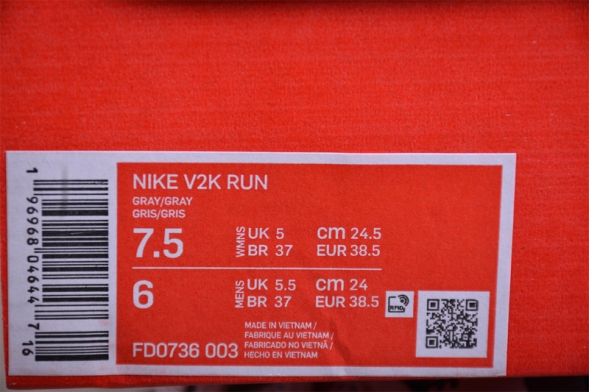 NIKE V2K RUN
GRAY/GRAY
GRIS/GRIS
7.5 WMNS UK 5 cm 24.5
BR 37 EUR 38.5
6 MENS UK 5.5 cm 24
BR 37 EUR 38.5
RFID
MADE IN VIETNAM /
FABRIQUE AU VIETNAM /
FABRICADO NO VIETNÃ /
HECHO EN VIETNAM
FD0736 003
1 96968 04644 7 16